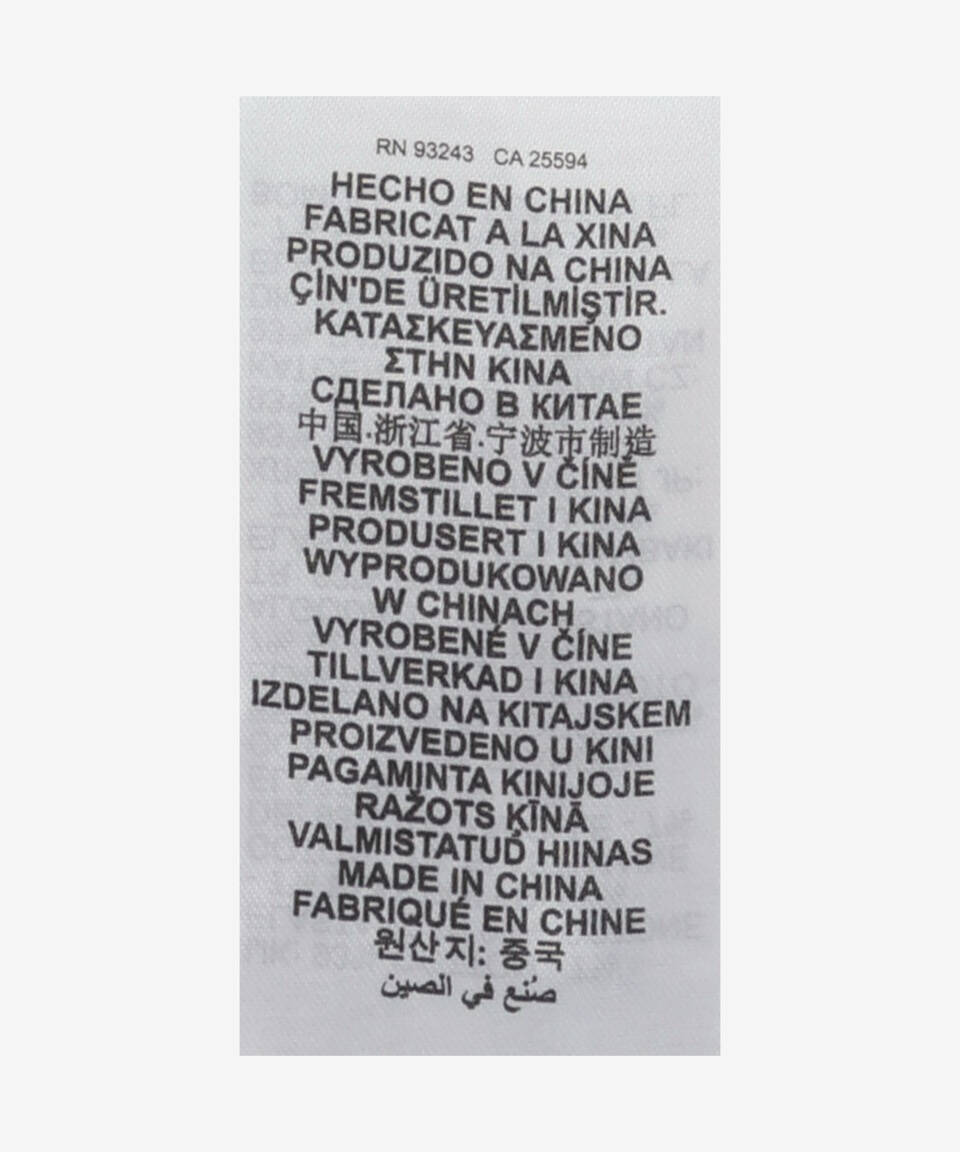 RN 93243 CA 25594
HECHO EN CHINA
FABRICAT A LA XINA
PRODUZIDO NA CHINA
ÇİN'DE ÜRETİLMİŞTİR.
ΚΑΤΑΣΚΕΥΑΣΜΕΝΟ
ΣΤΗΝ ΚΙΝΑ
СДЕЛАНО В КИТАЕ
中国.浙江省.宁波市制造
VYROBENO V ČÍNĚ
FREMSTILLET I KINA
PRODUSERT I KINA
WYPRODUKOWANO
W CHINACH
VYROBENÉ V ČÍNE
TILLVERKAD I KINA
IZDELANO NA KITAJSKEM
PROIZVEDENO U KINI
PAGAMINTA KINIJOJE
RAŽOTS ĶĪNĀ
VALMISTATUD HIINAS
MADE IN CHINA
FABRIQUÉ EN CHINE
원산지: 중국
صُنع في الصين